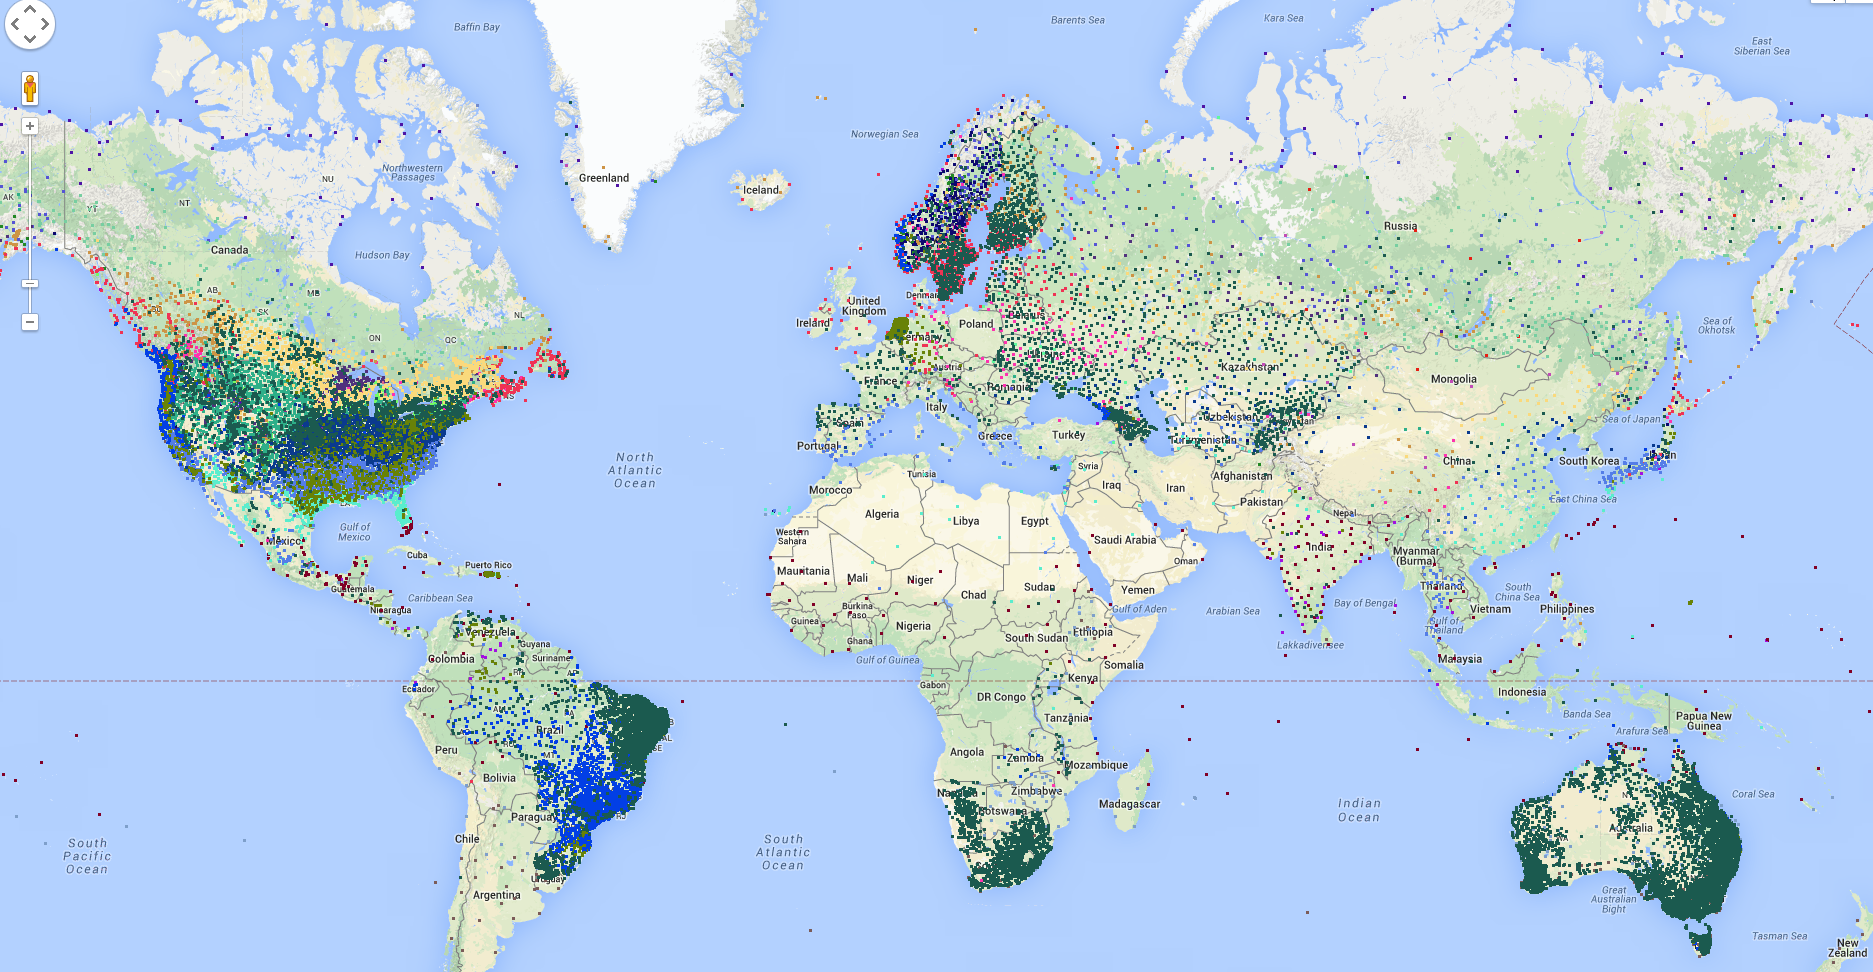 Baffin Bay
Barents Sea
Kara Sea
East
Siberian Sea
Norwegian Sea
Northwestern
Passages
Greenland
Iceland
NU
NT
YT
AK
Canada
Hudson Bay
Russia
AB
MB
SK
NL
ON
QC
BC
NS
United
Kingdom
Ireland
Denmark
Poland
Belarus
Germany
Ukraine
Austria
France
Romania
Italy
Spain
Portugal
Greece
Turkey
Kazakhstan
Mongolia
Sea of
Okhotsk
Uzbekistan
Turkmenistan
Sea of Japan
Japan
South Korea
China
North
Atlantic
Ocean
Tunisia
Syria
Iraq
Iran
Afghanistan
Pakistan
Morocco
Algeria
Libya
Egypt
Western
Sahara
Saudi Arabia
Nepal
East China Sea
LA
Gulf of
Mexico
Mexico
Cuba
Puerto Rico
Guatemala
Nicaragua
Caribbean Sea
Mauritania
Mali
Niger
Chad
Sudan
Oman
Yemen
India
Myanmar
(Burma)
Thailand
Vietnam
South
China Sea
Philippines
Burkina
Faso
Guinea
Ghana
Nigeria
South Sudan
Ethiopia
Gulf of Aden
Arabian Sea
Bay of Bengal
Gulf of
Thailand
Lakkadivensee
Somalia
Gulf of Guinea
Venezuela
Guyana
Suriname
Colombia
Ecuador
Malaysia
Indonesia
Gabon
DR Congo
Kenya
Tanzania
Banda Sea
Papua New
Guinea
Arafura Sea
Brazil
Peru
Bolivia
Angola
Zambia
Mozambique
Namibia
Zimbabwe
Botswana
Madagascar
Paraguay
RJ
Chile
Uruguay
Argentina
South
Pacific
Ocean
South
Atlantic
Ocean
Indian
Ocean
Coral Sea
Australia
Great
Australian
Bight
Tasman Sea
New
Zealand